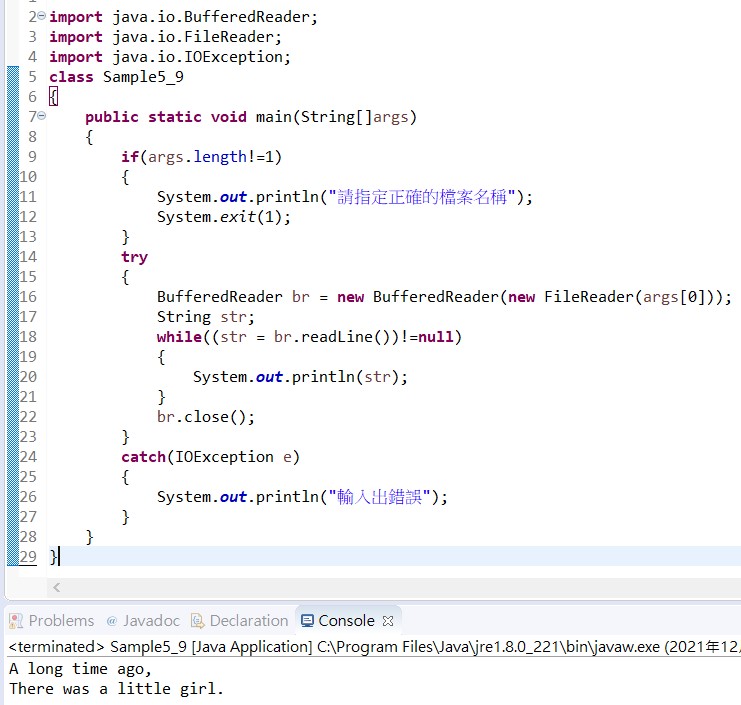 2 import java.io.BufferedReader;
3 import java.io.FileReader;
4 import java.io.IOException;
5 class Sample5_9
6 {
7     public static void main(String[]args)
8     {
9         if(args.length!=1)
10         {
11             System.out.println("請指定正確的檔案名稱");
12             System.exit(1);
13         }
14         try
15         {
16             BufferedReader br = new BufferedReader(new FileReader(args[0]));
17             String str;
18             while((str = br.readLine())!=null)
19             {
20                 System.out.println(str);
21             }
22             br.close();
23         }
24         catch(IOException e)
25         {
26             System.out.println("輸入出錯誤");
27         }
28     }
29 }
Problems @ Javadoc Declaration Console
<terminated> Sample5_9 [Java Application] C:\Program Files\Java\jre1.8.0_221\bin\javaw.exe (2021年12
A long time ago,
There was a little girl.